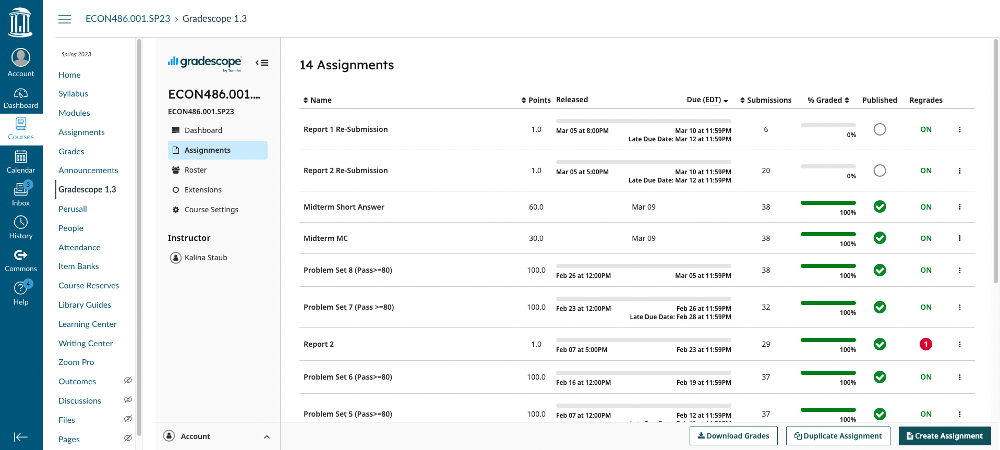 ECON486.001.SP23 › Gradescope 1.3
Account
Dashboard
Courses
Calendar
3
Inbox
History
Commons
4
Help
Spring 2023
Home
Syllabus
Modules
Assignments
Grades
Announcements
Gradescope 1.3
Perusall
People
Attendance
Item Banks
Course Reserves
Library Guides
Learning Center
Writing Center
Zoom Pro
Outcomes
Discussions
Files
Pages
gradescope
by Turnitin
ECON486.001....
ECON486.001.SP23
Dashboard
Assignments
Roster
Extensions
Course Settings
Instructor
Kalina Staub
Account
14 Assignments
Name Points Released Due (EDT) Submissions % Graded Published Regrades
Report 1 Re-Submission 1.0 Mar 05 at 8:00PM Mar 10 at 11:59PM 6 0% ON
Late Due Date: Mar 12 at 11:59PM
Report 2 Re-Submission 1.0 Mar 05 at 5:00PM Mar 10 at 11:59PM 20 0% ON
Late Due Date: Mar 12 at 11:59PM
Midterm Short Answer 60.0 Mar 09 38 100% ON
Midterm MC 30.0 Mar 09 38 100% ON
Problem Set 8 (Pass>=80) 100.0 Feb 26 at 12:00PM Mar 05 at 11:59PM 38 100% ON
Problem Set 7 (Pass >=80) 100.0 Feb 23 at 12:00PM Feb 26 at 11:59PM 32 100% ON
Late Due Date: Feb 28 at 11:59PM
Report 2 1.0 Feb 07 at 5:00PM Feb 23 at 11:59PM 29 100% 1
Problem Set 6 (Pass>=80) 100.0 Feb 16 at 12:00PM Feb 19 at 11:59PM 37 100% ON
Problem Set 5 (Pass>=80) 100.0 Feb 07 at 12:00PM Feb 12 at 11:59PM 37 100% ON
Download Grades Duplicate Assignment Create Assignment